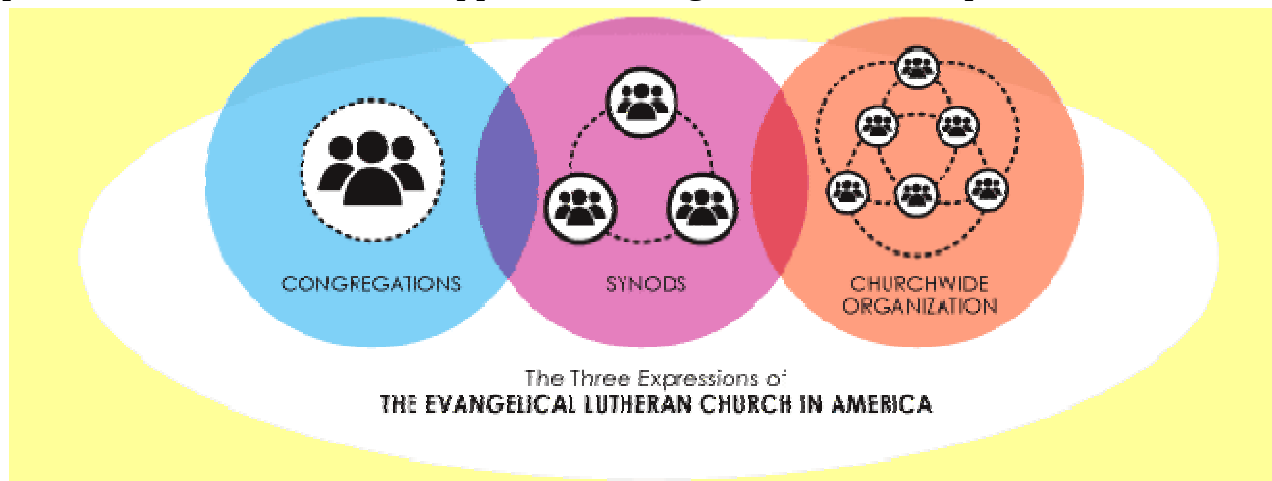 CONGREGATIONS
SYNODS
CHURCHWIDE
ORGANIZATION
The Three Expressions of
THE EVANGELICAL LUTHERAN CHURCH IN AMERICA